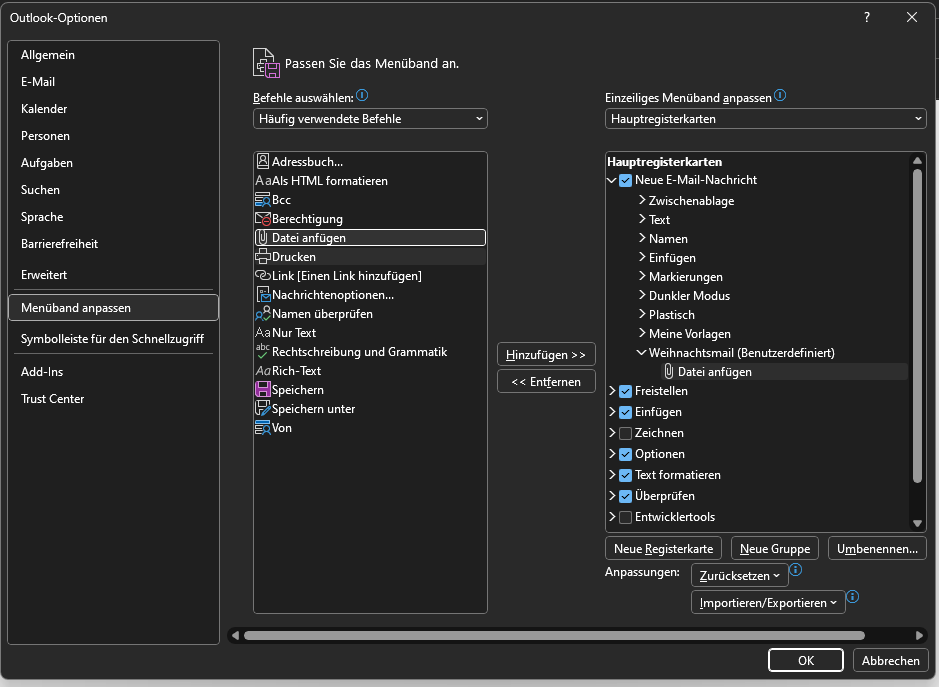 Outlook-Optionen
?
Allgemein
E-Mail
Kalender
Personen
Aufgaben
Suchen
Sprache
Barrierefreiheit
Erweitert
Menüband anpassen
Symbolleiste für den Schnellzugriff
Add-Ins
Trust Center
Passen Sie das Menüband an.
Befehle auswählen:
Häufig verwendete Befehle
Adressbuch...
Aa Als HTML formatieren
Bcc
Berechtigung
Datei anfügen
Drucken
Link [Einen Link hinzufügen]
Nachrichtenoptionen...
Namen überprüfen
Aa Nur Text
abc Rechtschreibung und Grammatik
Aa Rich-Text
Speichern
Speichern unter
Von
Hinzufügen >>
<< Entfernen
Einzeiliges Menüband anpassen
Hauptregisterkarten
Hauptregisterkarten
Neue E-Mail-Nachricht
Zwischenablage
Text
Namen
Einfügen
Markierungen
Dunkler Modus
Plastisch
Meine Vorlagen
Weihnachtsmail (Benutzerdefiniert)
Datei anfügen
Freistellen
Einfügen
Zeichnen
Optionen
Text formatieren
Überprüfen
Entwicklertools
Neue Registerkarte
Neue Gruppe
Umbenennen...
Anpassungen:
Zurücksetzen
Importieren/Exportieren
OK
Abbrechen